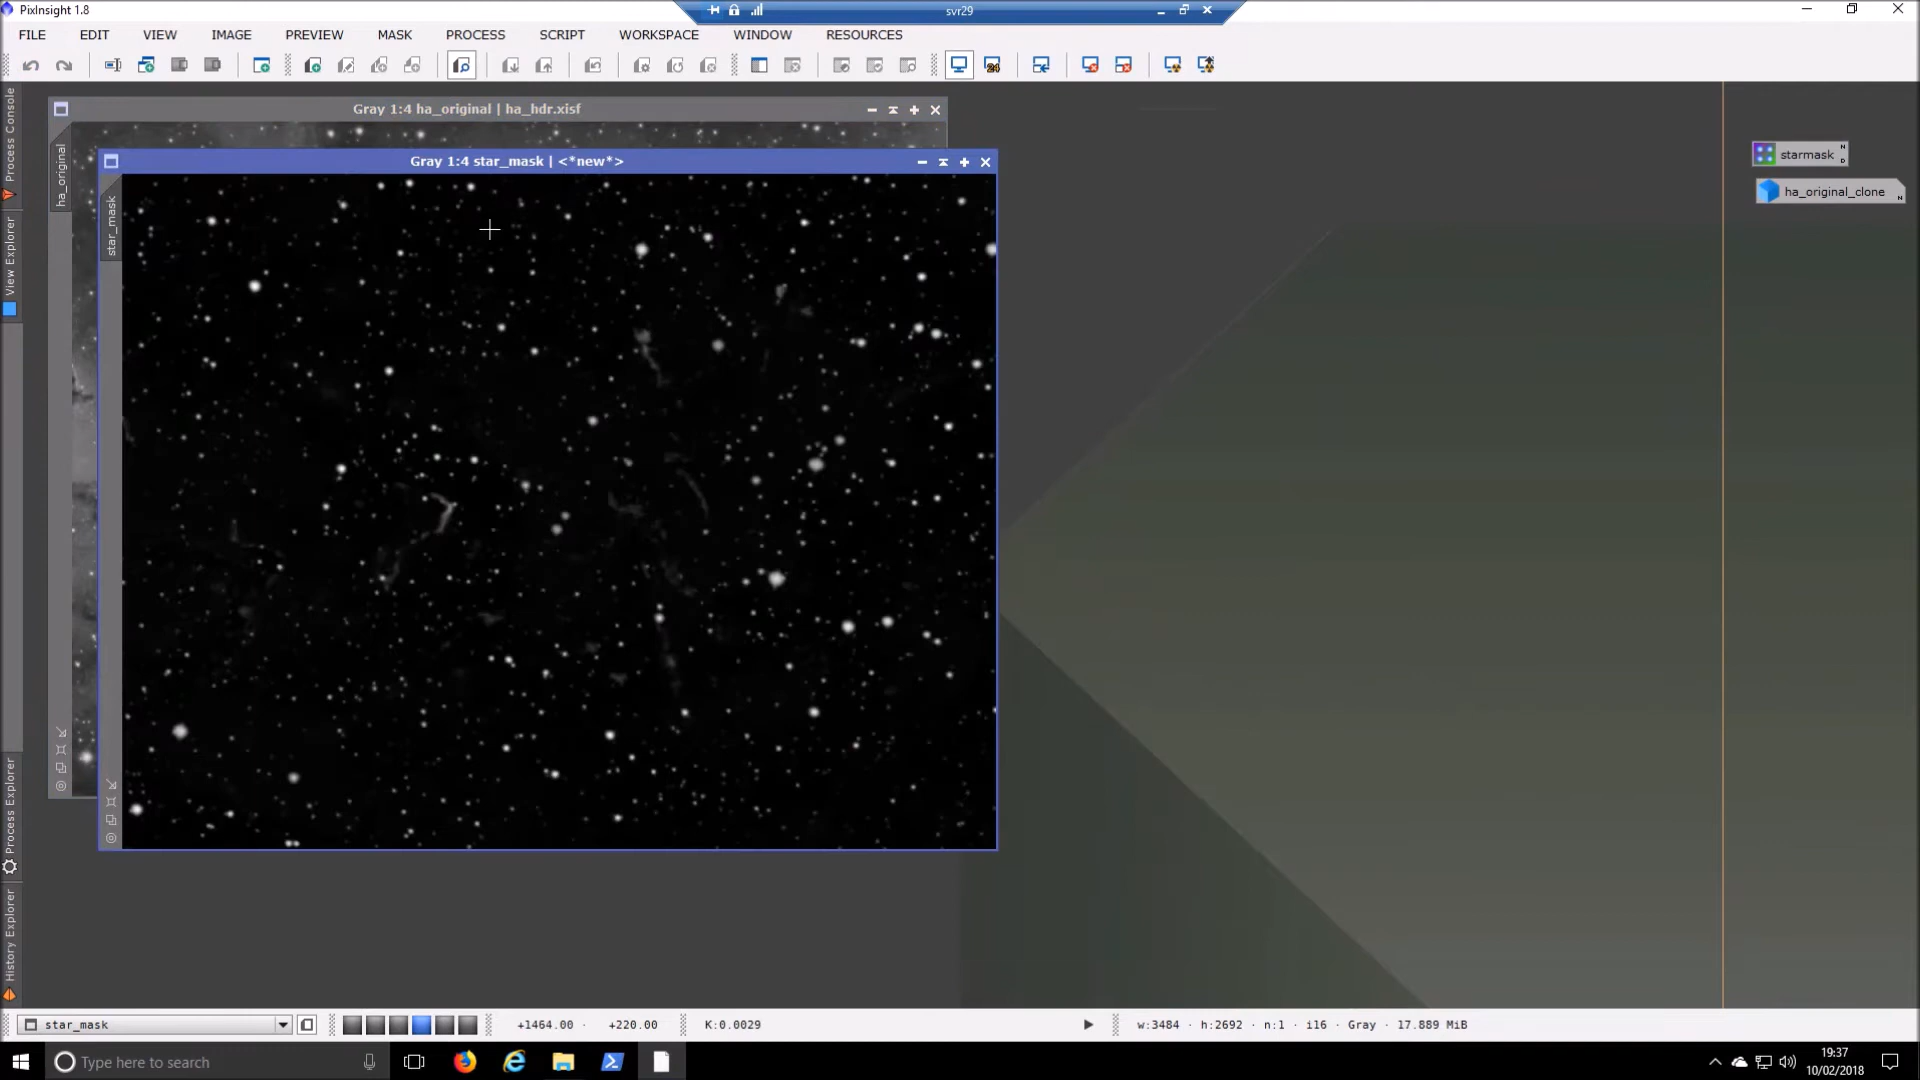 PixInsight 1.8
svr29
FILE EDIT VIEW IMAGE PREVIEW MASK PROCESS SCRIPT WORKSPACE WINDOW RESOURCES
24
Process Console
View Explorer
Process Explorer
History Explorer
Gray 1:4 ha_original | ha_hdr.xisf
ha_original
Gray 1:4 star_mask | <*new*>
star_mask
starmask
N
D
ha_original_clone
N
star_mask
+1464.00 · +220.00
K:0.0029
w:3484 · h:2692 · n:1 · i16 · Gray · 17.889 MiB
Type here to search
19:37
10/02/2018